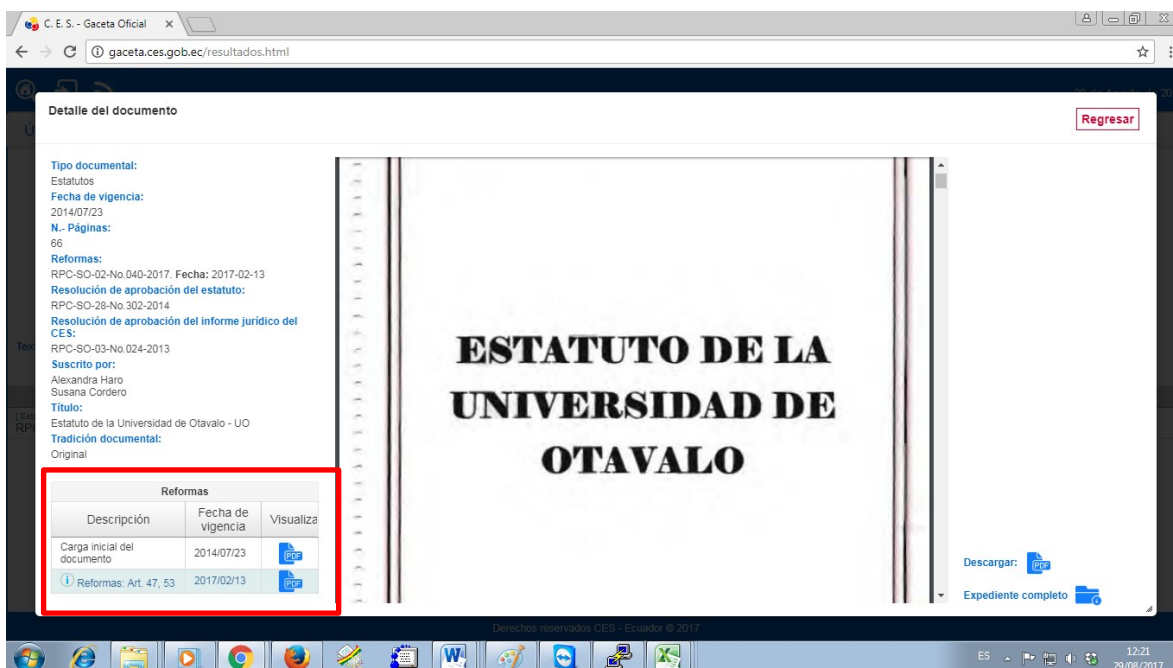 C. E. S. - Gaceta Oficial
gaceta.ces.gob.ec/resultados.html
Detalle del documento
Regresar
Tipo documental:
Estatutos
Fecha de vigencia:
2014/07/23
N.- Páginas:
66
Reformas:
RPC-SO-02-No.040-2017. Fecha: 2017-02-13
Resolución de aprobación del estatuto:
RPC-SO-28-No.302-2014
Resolución de aprobación del informe jurídico del
CES:
RPC-SO-03-No.024-2013
Suscrito por:
Alexandra Haro
Susana Cordero
Título:
Estatuto de la Universidad de Otavalo - UO
Tradición documental:
Original
Reformas
Descripción Fecha de vigencia Visualiza
Carga inicial del documento 2014/07/23 PDF
Reformas: Art. 47, 53 2017/02/13 PDF
ESTATUTO DE LA
UNIVERSIDAD DE
OTAVALO
Descargar: PDF
Expediente completo
Derechos reservados CES - Ecuador © 2017
ES 12:21
29/08/2017